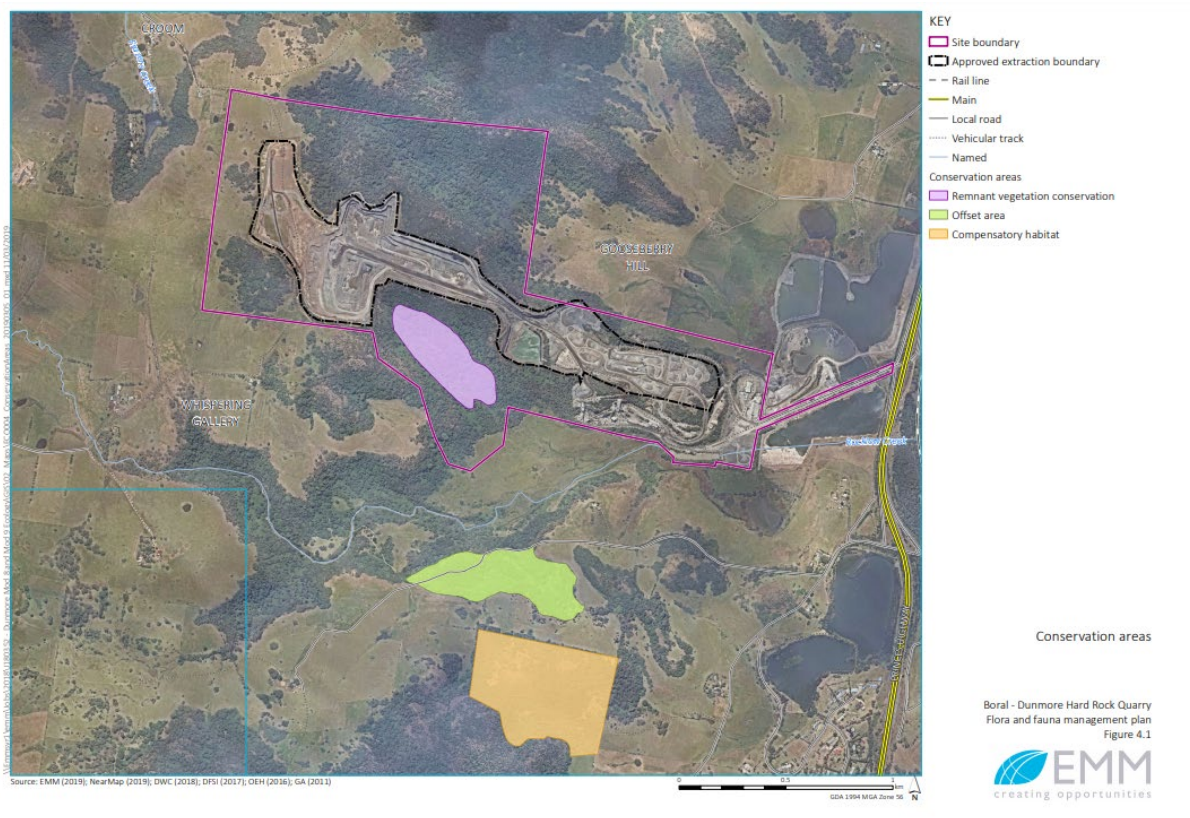 CROOM
GOOSEBERRY
HILL
WHISPERING
GALLERY
KEY
Site boundary
Approved extraction boundary
Rail line
Main
Local road
Vehicular track
Named
Conservation areas
Remnant vegetation conservation
Offset area
Compensatory habitat
Conservation areas
Boral - Dunmore Hard Rock Quarry
Flora and fauna management plan
Figure 4.1
EMM
creating opportunities
Source: EMM (2019); NearMap (2019); DWC (2018); DFSI (2017); OEH (2016); GA (2011)
0 0.5 1
km
GDA 1994 MGA Zone 56 N